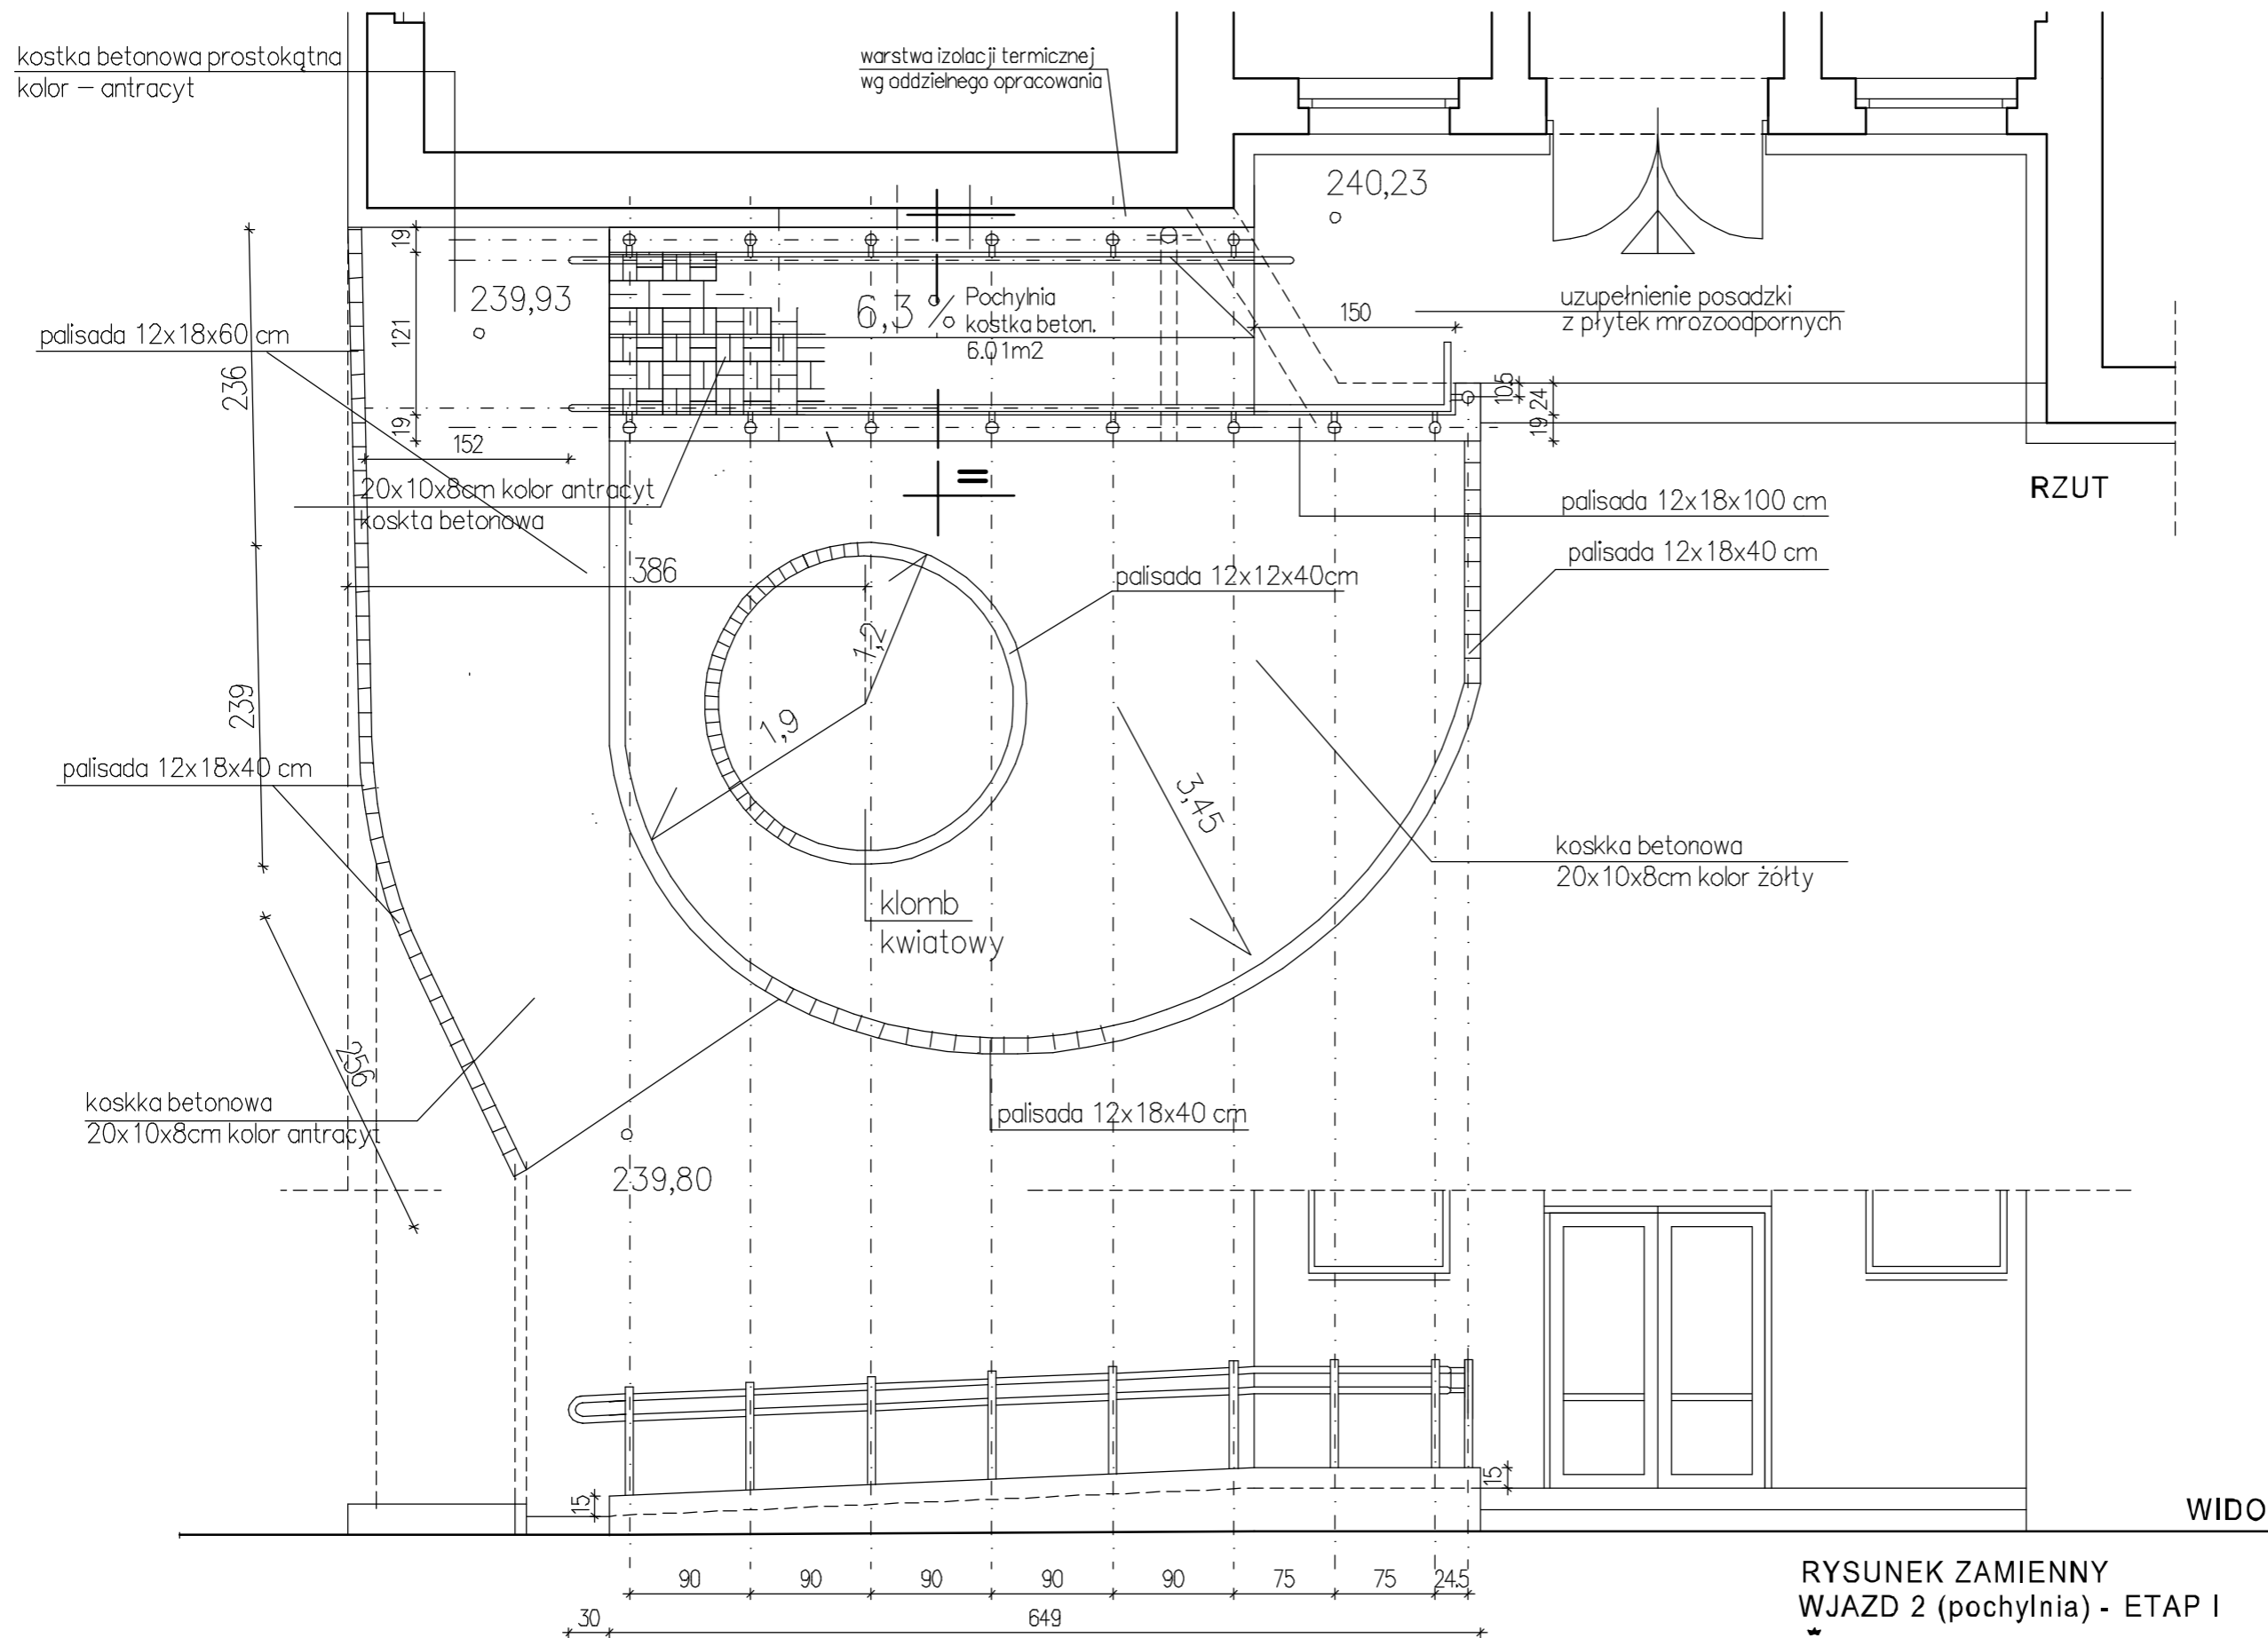 kostka betonowa prostokątna
kolor – antracyt
warstwa izolacji termicznej
wg oddzielnego opracowania
240,23
239,93
6,3 %
Pochylnia
kostka beton.
6.01m2
150
uzupełnienie posadzki
z płytek mrozoodpornych
palisada 12x18x60 cm
19
121
19
236
152
10,5
24
19
20x10x8cm kolor antracyt
koskta betonowa
RZUT
palisada 12x18x100 cm
palisada 12x18x40 cm
386
palisada 12x12x40cm
1,2
1,9
239
3,45
palisada 12x18x40 cm
koskka betonowa
20x10x8cm kolor żółty
klomb
kwiatowy
256
koskka betonowa
20x10x8cm kolor antracyt
palisada 12x18x40 cm
239,80
15
15
WIDO
90
90
90
90
90
75
75
24.5
30
649
RYSUNEK ZAMIENNY
WJAZD 2 (pochylnia) - ETAP I